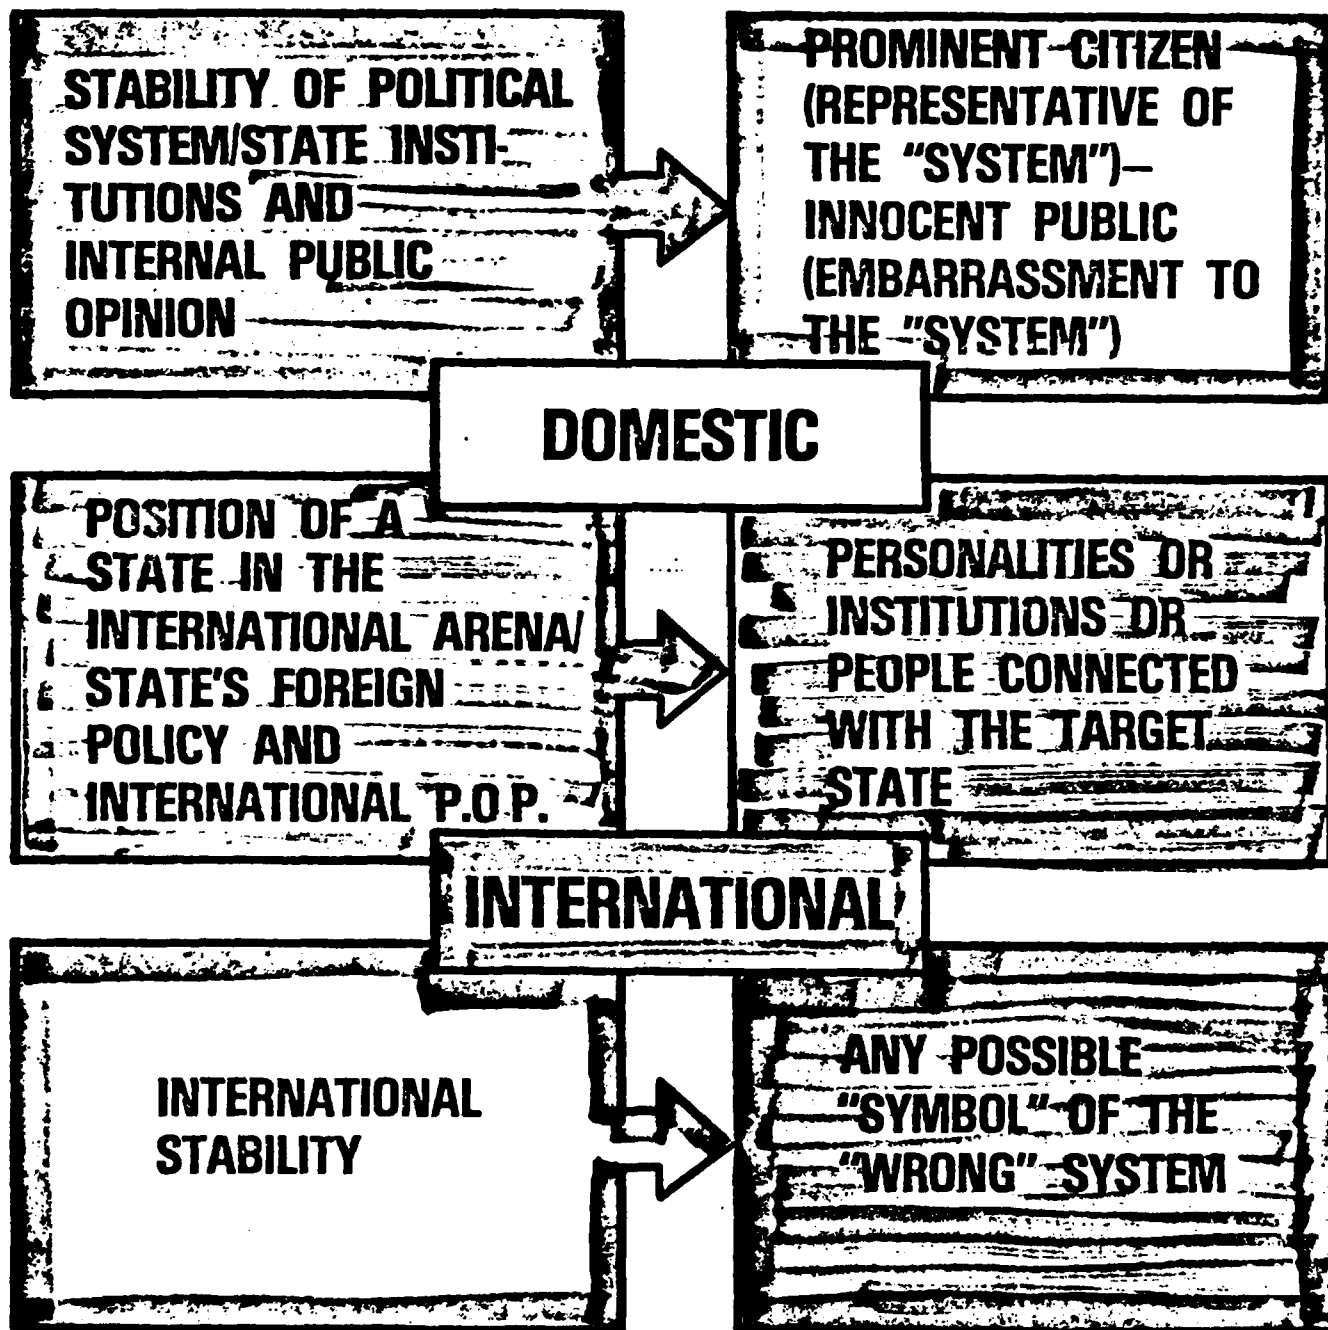 STABILITY OF POLITICAL
SYSTEM/STATE INSTI-
TUTIONS AND
INTERNAL PUBLIC
OPINION
PROMINENT CITIZEN
(REPRESENTATIVE OF
THE "SYSTEM")–
INNOCENT PUBLIC
(EMBARRASSMENT TO
THE "SYSTEM")
DOMESTIC
POSITION OF A
STATE IN THE
INTERNATIONAL ARENA/
STATE'S FOREIGN
POLICY AND
INTERNATIONAL P.O.P.
PERSONALITIES OR
INSTITUTIONS OR
PEOPLE CONNECTED
WITH THE TARGET
STATE
INTERNATIONAL
INTERNATIONAL
STABILITY
ANY POSSIBLE
"SYMBOL" OF THE
"WRONG" SYSTEM